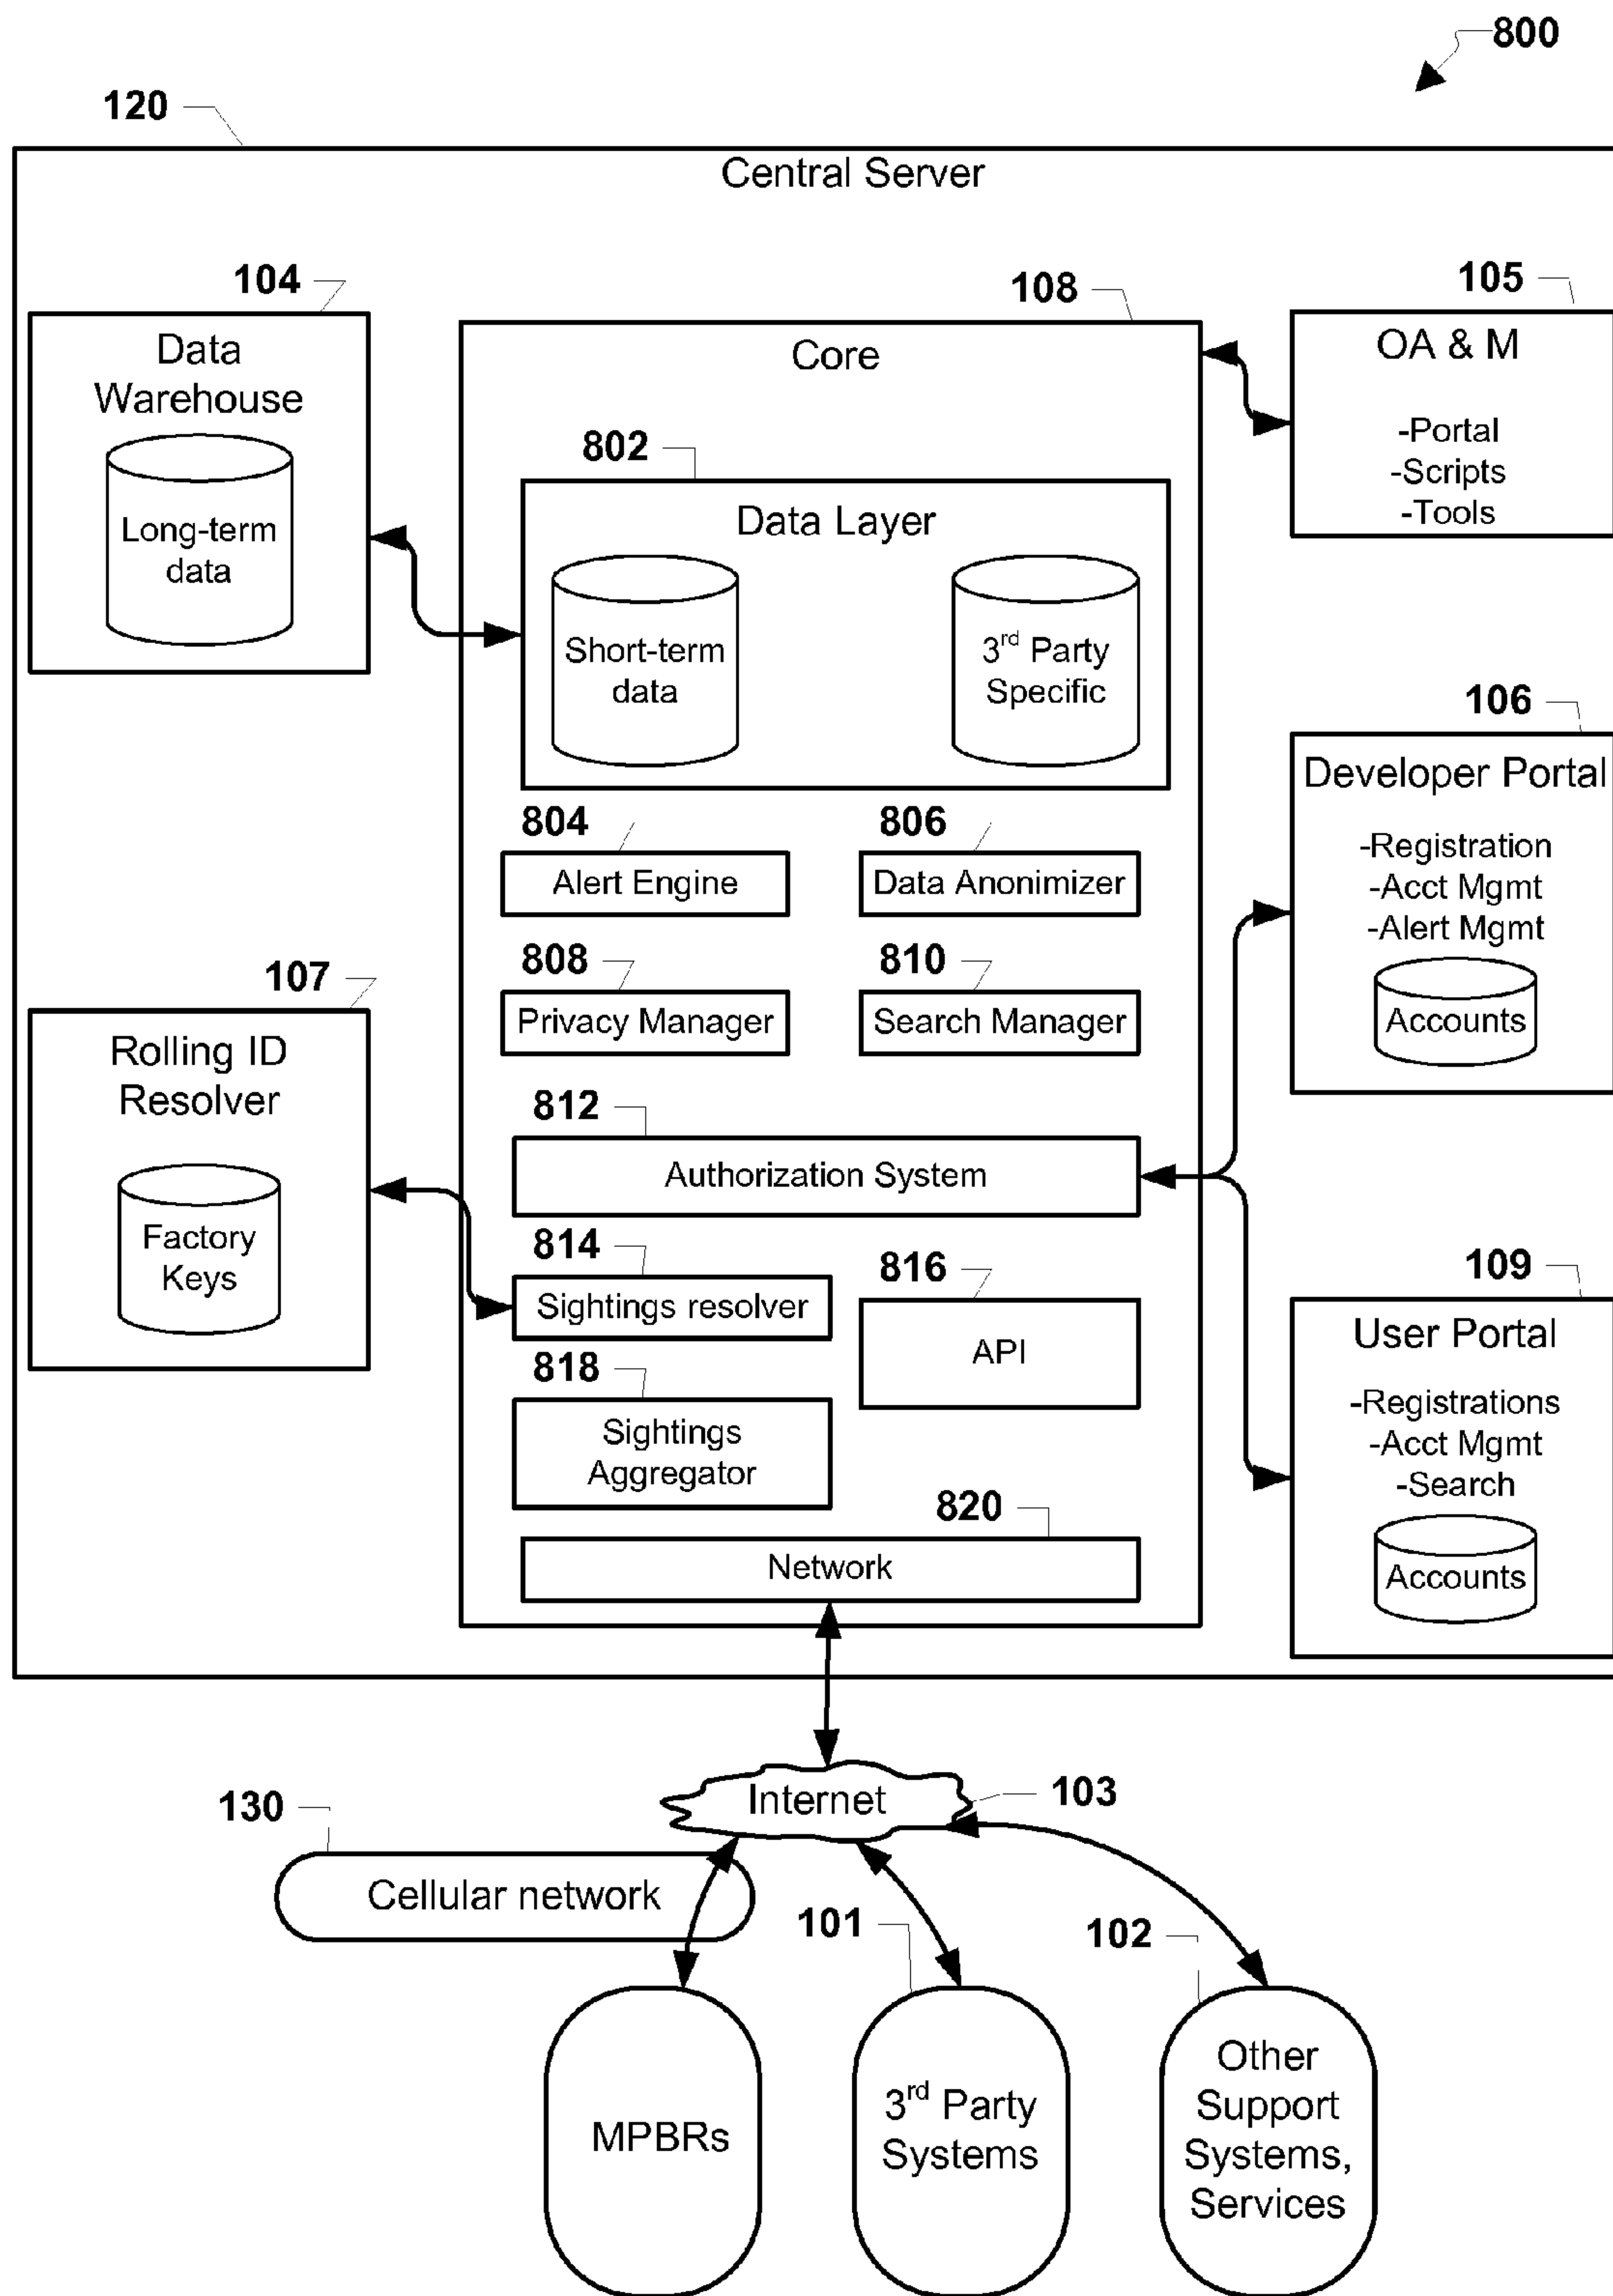 800
120
Central Server
104
Data
Warehouse
Long-term
data
108
Core
105
OA & M
-Portal
-Scripts
-Tools
802
Data Layer
Short-term
data
3rd Party
Specific
106
Developer Portal
-Registration
-Acct Mgmt
-Alert Mgmt
Accounts
804
Alert Engine
806
Data Anonimizer
808
Privacy Manager
810
Search Manager
107
Rolling ID
Resolver
Factory
Keys
812
Authorization System
814
Sightings resolver
816
API
818
Sightings
Aggregator
109
User Portal
-Registrations
-Acct Mgmt
-Search
Accounts
820
Network
Internet
103
130
Cellular network
101
102
MPBRs
3rd Party
Systems
Other
Support
Systems,
Services